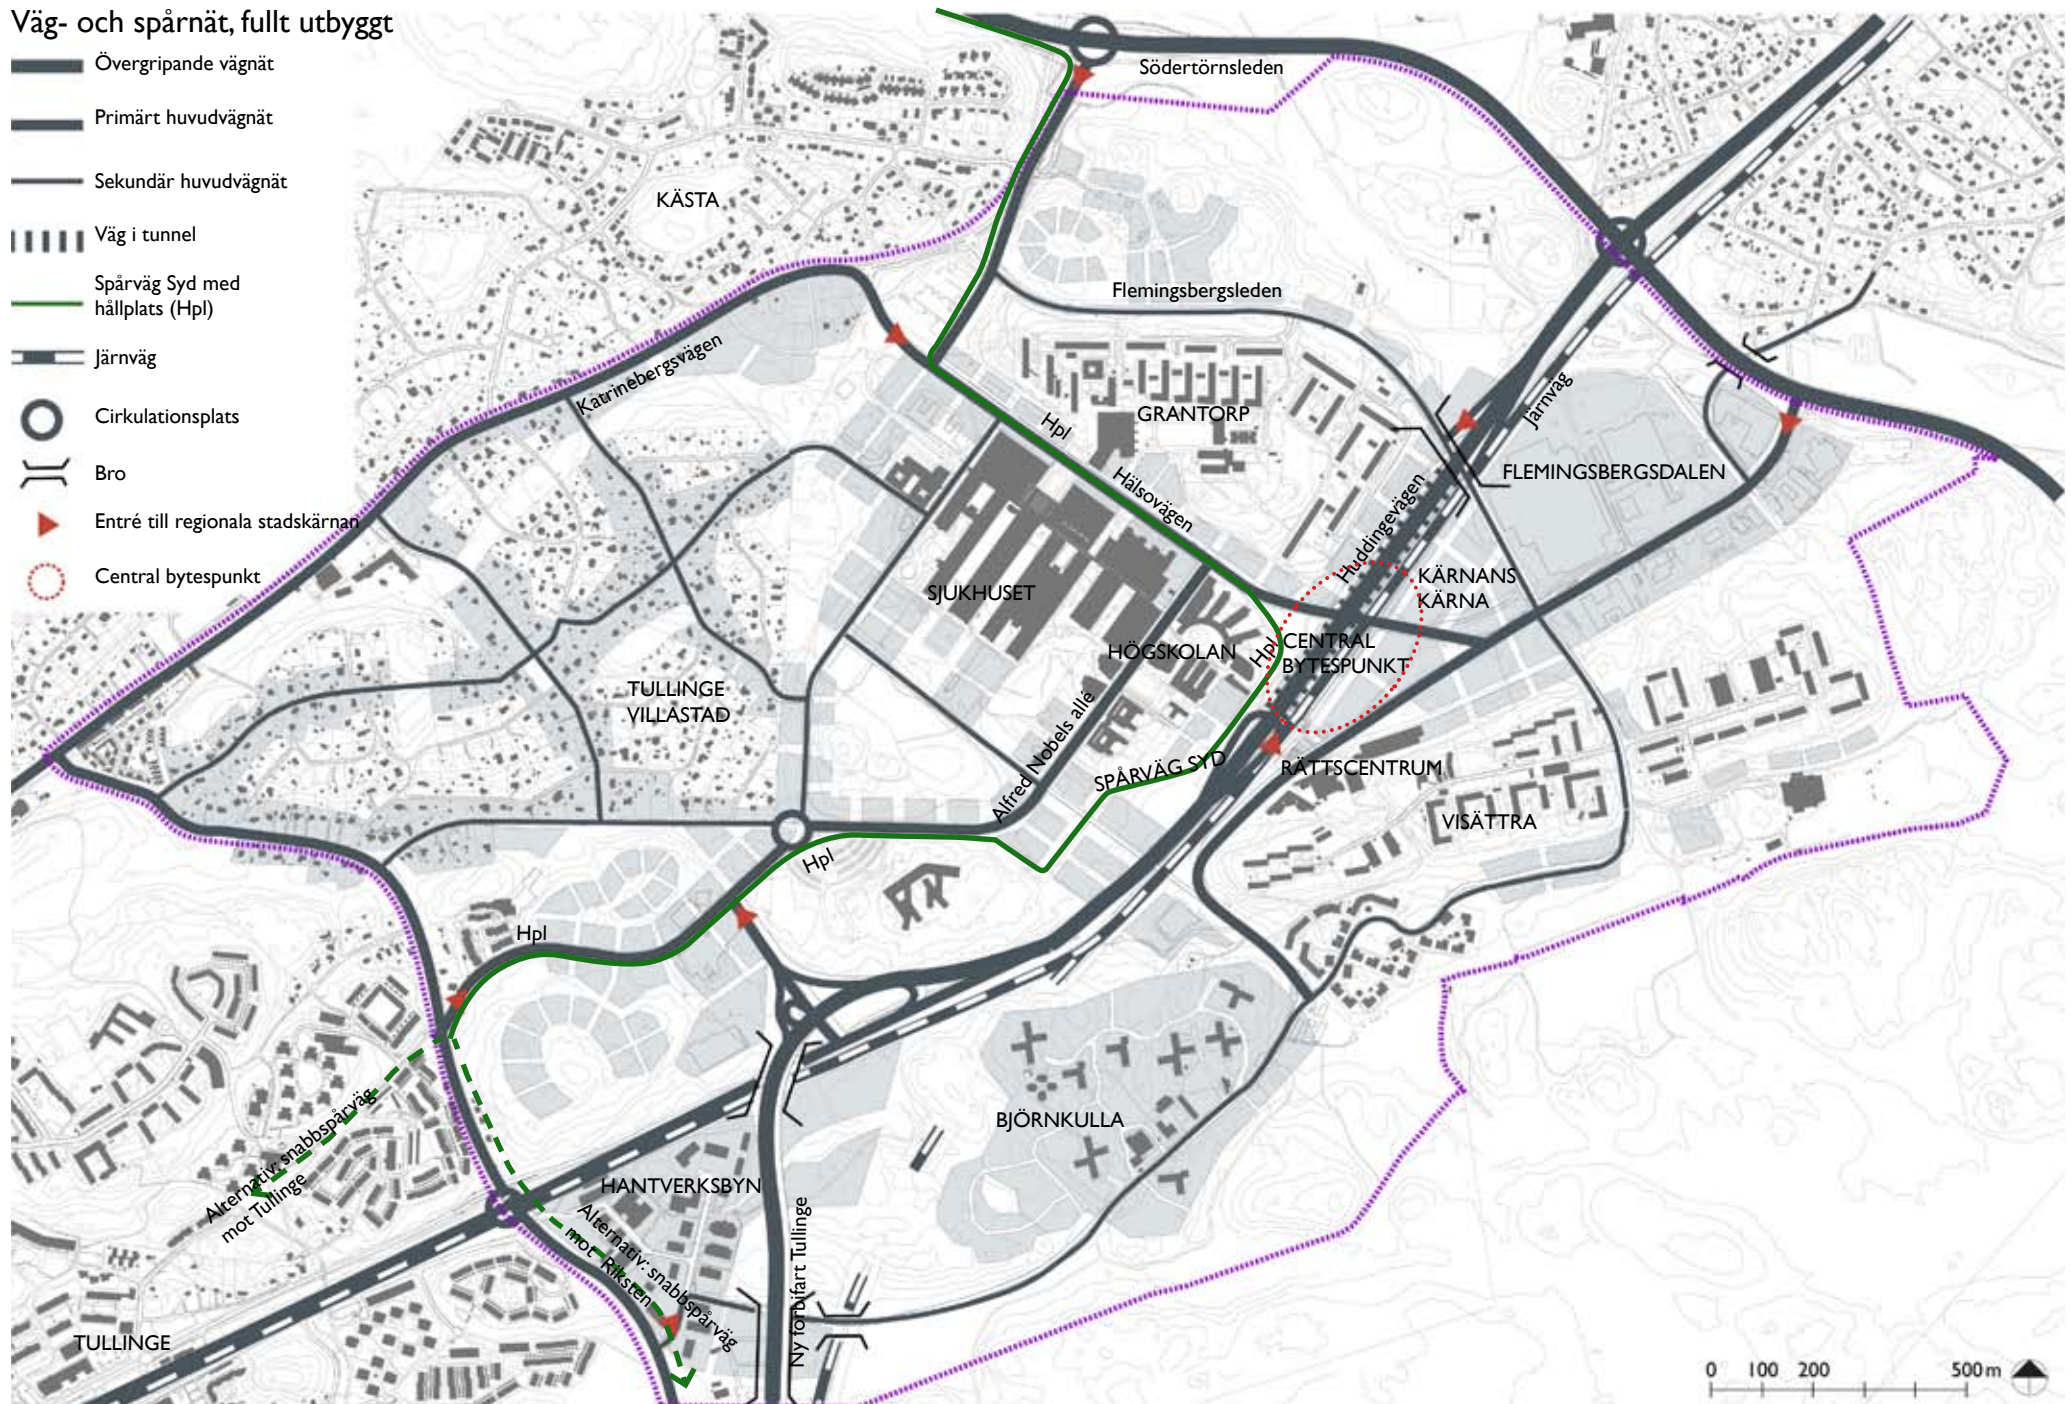 Väg- och spårnät, fullt utbyggt
Övergripande vägnät
Primärt huvudvägnät
Sekundär huvudvägnät
Väg i tunnel
Spårväg Syd med
hållplats (Hpl)
Järnväg
Cirkulationsplats
Bro
Entré till regionala stadskärnan
Central bytespunkt
Södertörnsleden
KÄSTA
Flemingsbergsleden
Katrinebergsvägen
Hpl
GRANTORP
Järnväg
Hälsovägen
Huddingevägen
FLEMINGSBERGSDALEN
SJUKHUSET
KÄRNANS
KÄRNA
HÖGSKOLAN
Hpl
CENTRAL
BYTESPUNKT
TULLINGE
VILLASTAD
Alfred Nobels allé
SPÅRVÄG SYD
RÄTTSCENTRUM
VISÄTTRA
Hpl
Hpl
Alternativ: snabbspårväg
mot Tullinge
BJÖRNKULLA
HANTVERKSBYN
Alternativ: snabbspårväg
mot Riksten
Ny förbifart Tullinge
TULLINGE
0 100 200 500 m